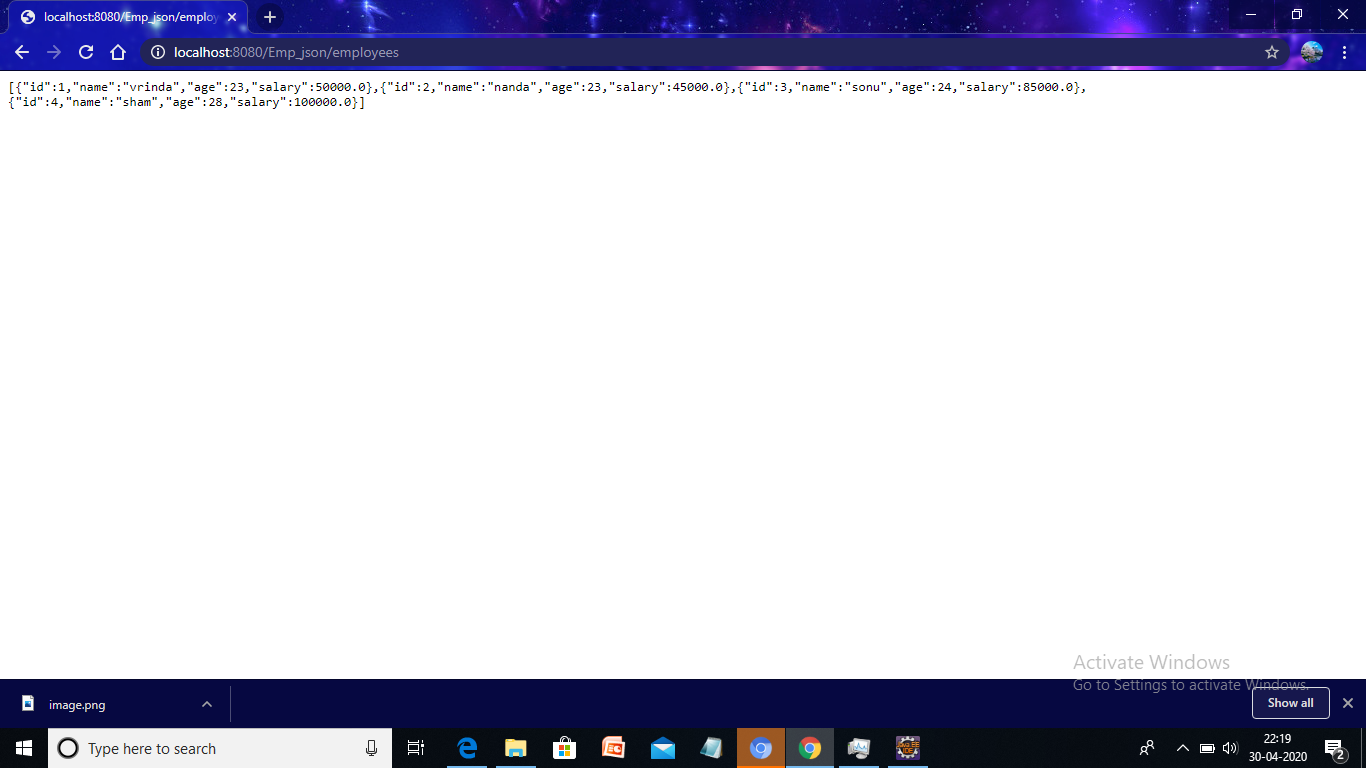 localhost:8080/Emp_json/employ
localhost:8080/Emp_json/employees
[{"id":1,"name":"vrinda","age":23,"salary":50000.0},{"id":2,"name":"nanda","age":23,"salary":45000.0},{"id":3,"name":"sonu","age":24,"salary":85000.0},
{"id":4,"name":"sham","age":28,"salary":100000.0}]
Activate Windows
Go to Settings to activate Windows.
image.png
Show all
Type here to search
22:19
30-04-2020
2